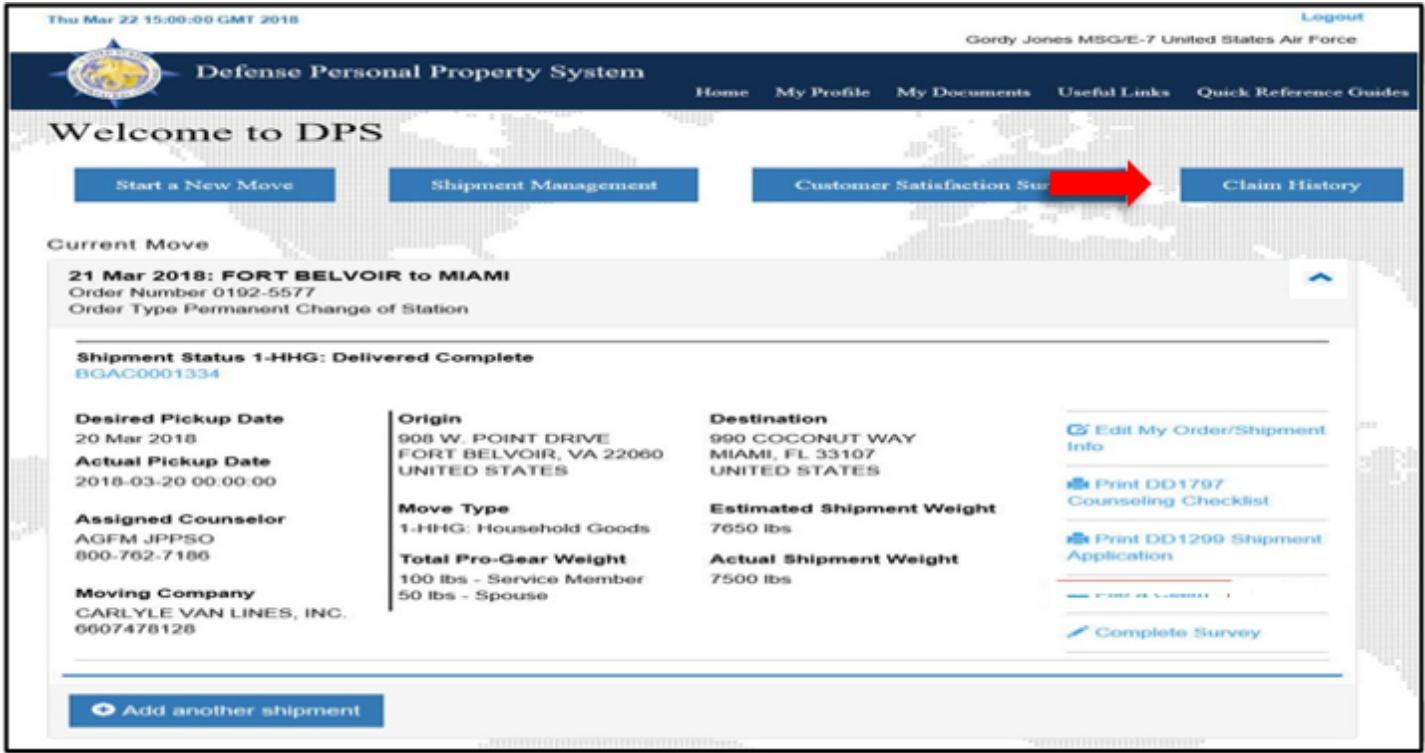 Thu Mar 22 15:00:00 GMT 2018
Logout
Gordy Jones MSG/E-7 United States Air Force
Defense Personal Property System
Home My Profile My Documents Useful Links Quick Reference Guides
Welcome to DPS
Start a New Move Shipment Management Customer Satisfaction Claim History
Current Move
21 Mar 2018: FORT BELVOIR to MIAMI
Order Number 0192-5577
Order Type Permanent Change of Station
Shipment Status 1-HHG: Delivered Complete
BGAC0001334
Desired Pickup Date
20 Mar 2018
Actual Pickup Date
2018-03-20 00:00:00
Assigned Counselor
AGFM JPPSO
800-762-7186
Moving Company
CARLYLE VAN LINES, INC.
6607478128
Origin
908 W. POINT DRIVE
FORT BELVOIR, VA 22060
UNITED STATES
Move Type
1-HHG: Household Goods
Total Pro-Gear Weight
100 lbs - Service Member
50 lbs - Spouse
Destination
990 COCONUT WAY
MIAMI, FL 33107
UNITED STATES
Estimated Shipment Weight
7650 lbs
Actual Shipment Weight
7500 lbs
Edit My Order/Shipment
Info
Print DD1797
Counseling Checklist
Print DD1299 Shipment
Application
Complete Survey
Add another shipment